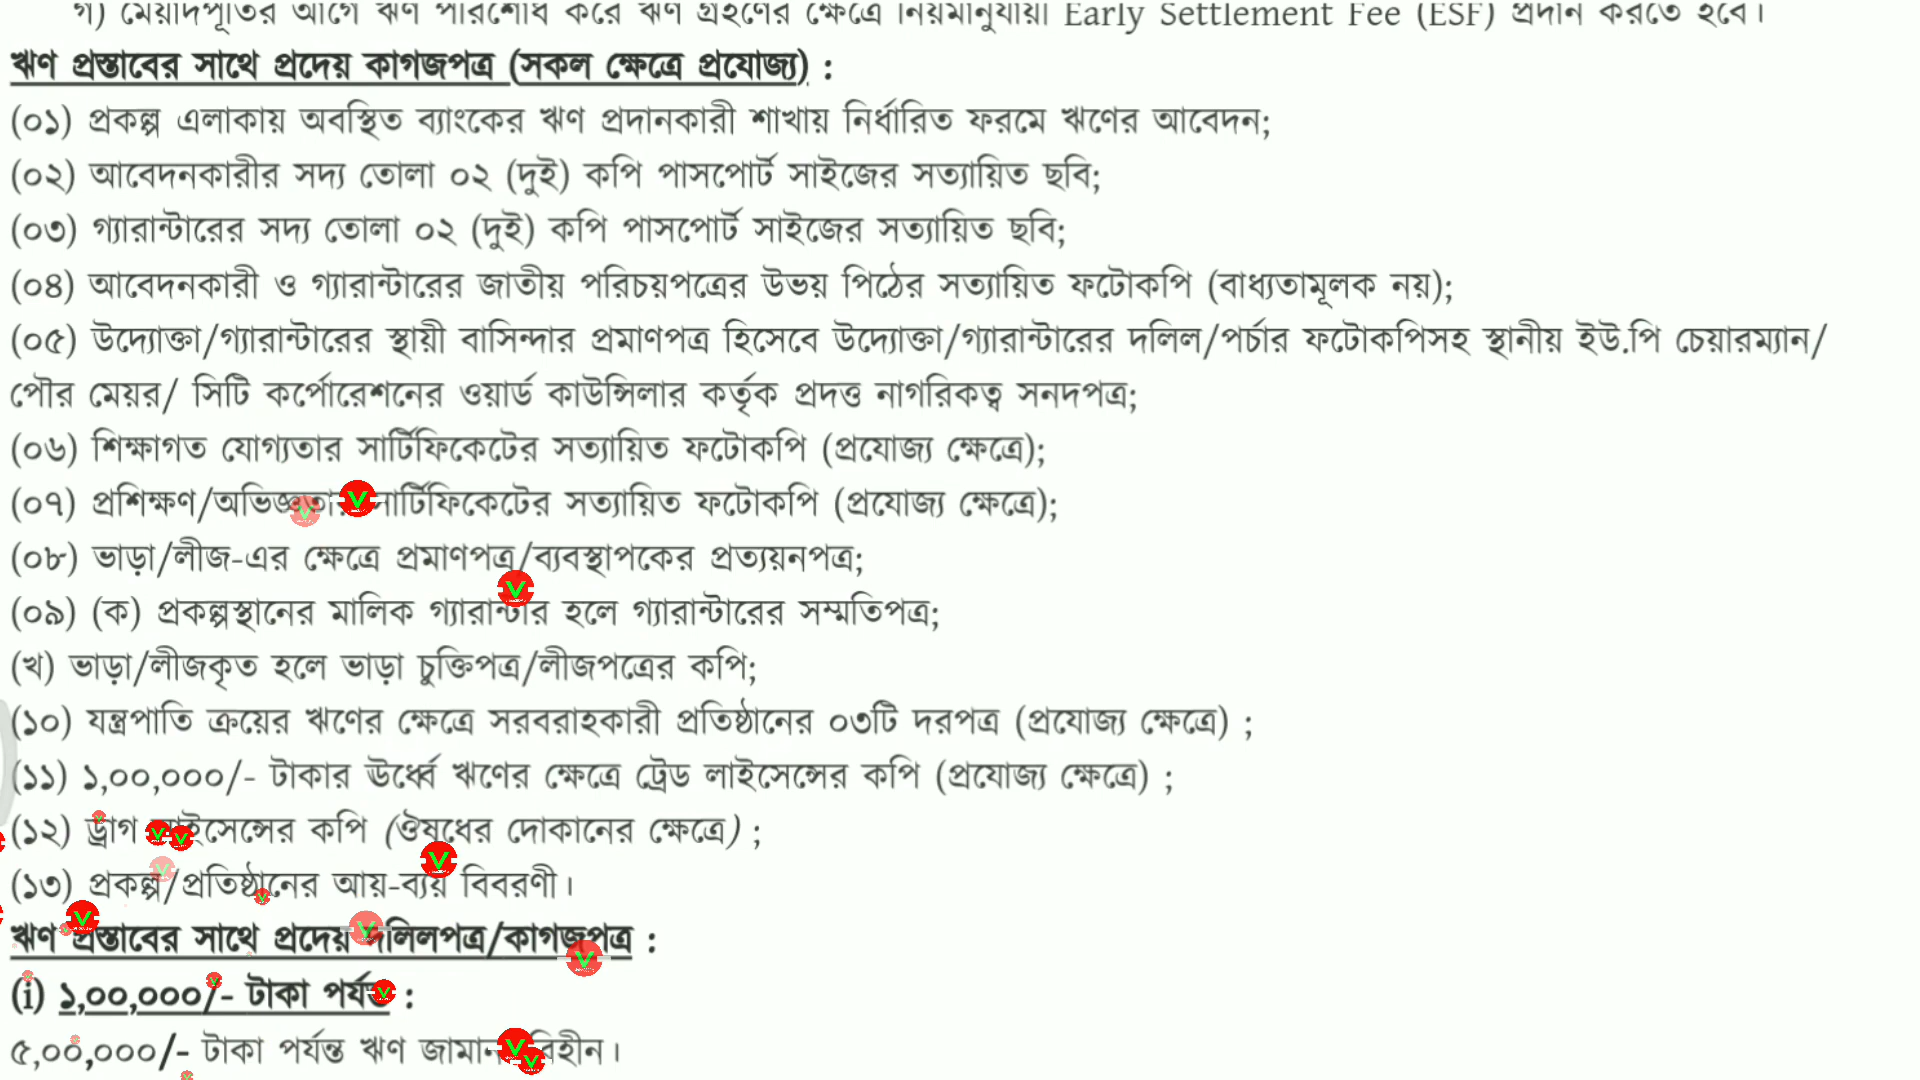 গ) মেয়াদপূর্তির আগে ঋণ পরিশোধ করে ঋণ গ্রহণের ক্ষেত্রে নিয়মানুযায়ী Early Settlement Fee (ESF) প্রদান করতে হবে।
ঋণ প্রস্তাবের সাথে প্রদেয় কাগজপত্র (সকল ক্ষেত্রে প্রযোজ্য) :
(০১) প্রকল্প এলাকায় অবস্থিত ব্যাংকের ঋণ প্রদানকারী শাখায় নির্ধারিত ফরমে ঋণের আবেদন;
(০২) আবেদনকারীর সদ্য তোলা ০২ (দুই) কপি পাসপোর্ট সাইজের সত্যায়িত ছবি;
(০৩) গ্যারান্টারের সদ্য তোলা ০২ (দুই) কপি পাসপোর্ট সাইজের সত্যায়িত ছবি;
(০৪) আবেদনকারী ও গ্যারান্টারের জাতীয় পরিচয়পত্রের উভয় পিঠের সত্যায়িত ফটোকপি (বাধ্যতামূলক নয়);
(০৫) উদ্যোক্তা/গ্যারান্টারের স্থায়ী বাসিন্দার প্রমাণপত্র হিসেবে উদ্যোক্তা/গ্যারান্টারের দলিল/পর্চার ফটোকপিসহ স্থানীয় ইউ.পি চেয়ারম্যান/
পৌর মেয়র/ সিটি কর্পোরেশনের ওয়ার্ড কাউন্সিলার কর্তৃক প্রদত্ত নাগরিকত্ব সনদপত্র;
(০৬) শিক্ষাগত যোগ্যতার সার্টিফিকেটের সত্যায়িত ফটোকপি (প্রযোজ্য ক্ষেত্রে);
(০৭) প্রশিক্ষণ/অভিজ্ঞতার সার্টিফিকেটের সত্যায়িত ফটোকপি (প্রযোজ্য ক্ষেত্রে);
(০৮) ভাড়া/লীজ-এর ক্ষেত্রে প্রমাণপত্র/ব্যবস্থাপকের প্রত্যয়নপত্র;
(০৯) (ক) প্রকল্পস্থানের মালিক গ্যারান্টার হলে গ্যারান্টারের সম্মতিপত্র;
(খ) ভাড়া/লীজকৃত হলে ভাড়া চুক্তিপত্র/লীজপত্রের কপি;
(১০) যন্ত্রপাতি ক্রয়ের ঋণের ক্ষেত্রে সরবরাহকারী প্রতিষ্ঠানের ০৩টি দরপত্র (প্রযোজ্য ক্ষেত্রে) ;
(১১) ১,০০,০০০/- টাকার ঊর্ধ্বে ঋণের ক্ষেত্রে ট্রেড লাইসেন্সের কপি (প্রযোজ্য ক্ষেত্রে) ;
(১২) ড্রাগ লাইসেন্সের কপি (ঔষধের দোকানের ক্ষেত্রে) ;
(১৩) প্রকল্প/প্রতিষ্ঠানের আয়-ব্যয় বিবরণী।
ঋণ প্রস্তাবের সাথে প্রদেয় দলিলপত্র/কাগজপত্র :
(i) ১,০০,০০০/- টাকা পর্যন্ত :
৫,০০,০০০/- টাকা পর্যন্ত ঋণ জামানতবিহীন।